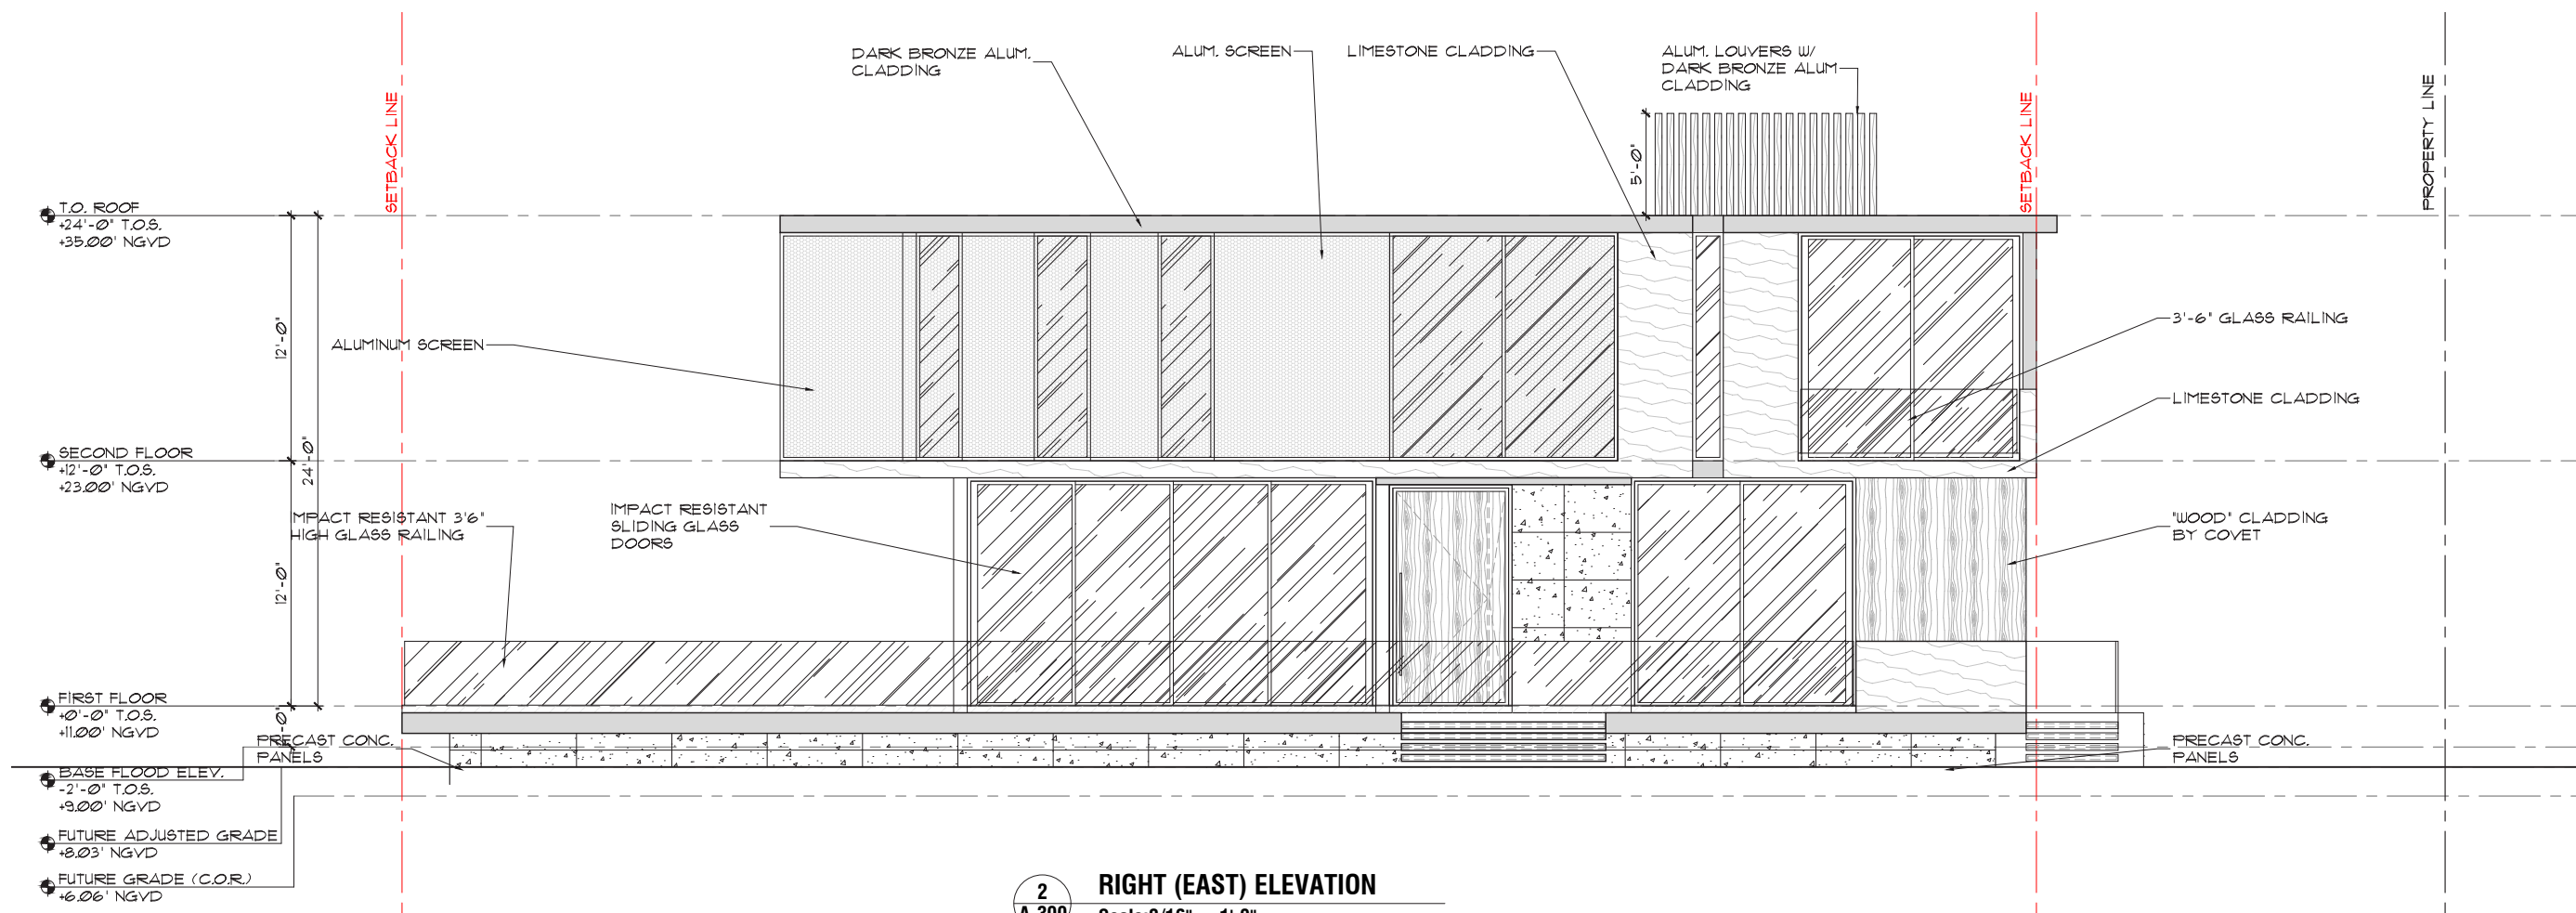 DARK BRONZE ALUM.
CLADDING
ALUM. SCREEN
LIMESTONE CLADDING
ALUM. LOUVERS W/
DARK BRONZE ALUM
CLADDING
SETBACK LINE
SETBACK LINE
PROPERTY LINE
5'-0"
T.O. ROOF
+24'-0" T.O.S.
+35.00' NGVD
12'-0"
24'-0"
ALUMINUM SCREEN
3'-6" GLASS RAILING
LIMESTONE CLADDING
SECOND FLOOR
+12'-0" T.O.S.
+23.00' NGVD
IMPACT RESISTANT 3'6"
HIGH GLASS RAILING
IMPACT RESISTANT
SLIDING GLASS
DOORS
"WOOD" CLADDING
BY COVET
12'-0"
FIRST FLOOR
+0'-0" T.O.S.
+11.00' NGVD
PRECAST CONC.
PANELS
PRECAST CONC.
PANELS
BASE FLOOD ELEV.
-2'-0" T.O.S.
+9.00' NGVD
FUTURE ADJUSTED GRADE
+8.03' NGVD
FUTURE GRADE (C.O.R.)
+6.06' NGVD
2
RIGHT (EAST) ELEVATION
A-300